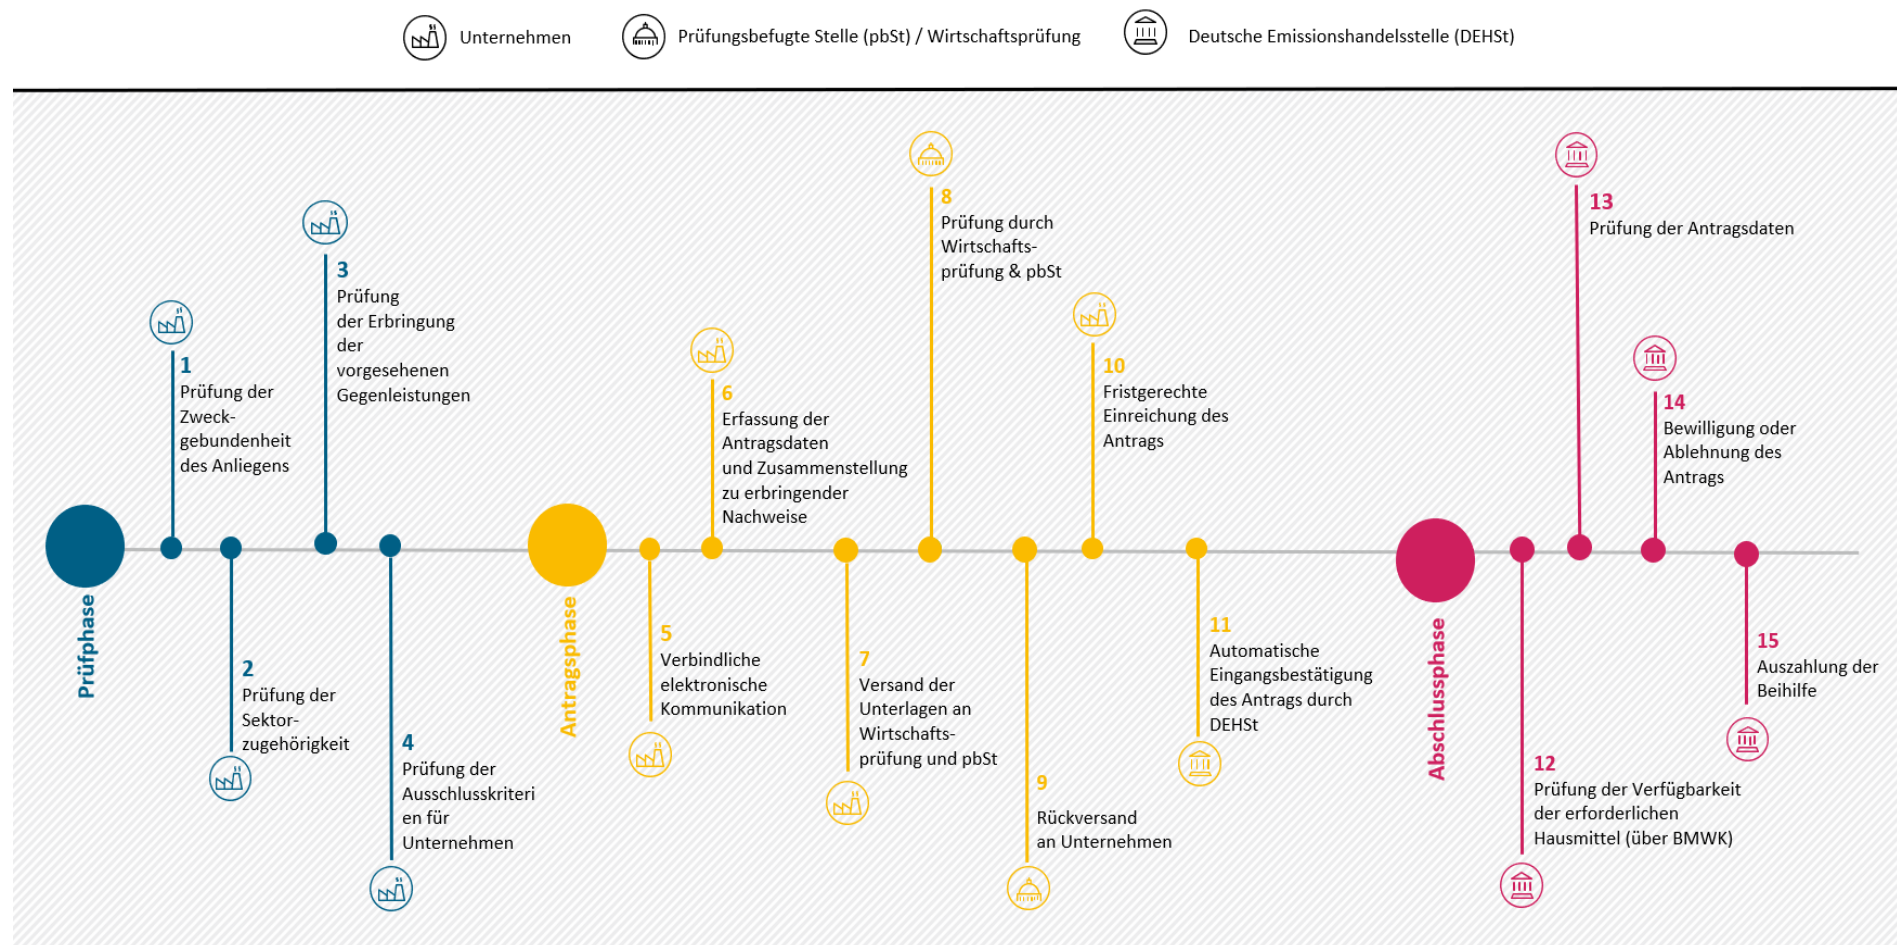 Unternehmen
Prüfungsbefugte Stelle (pbSt) / Wirtschaftsprüfung
Deutsche Emissionshandelsstelle (DEHSt)
Prüfphase
1
Prüfung der
Zweck-
gebundenheit
des Anliegens
2
Prüfung der
Sektor-
zugehörigkeit
3
Prüfung
der Erbringung
der
vorgesehenen
Gegenleistungen
4
Prüfung der
Ausschlusskriteri
en für
Unternehmen
Antragsphase
5
Verbindliche
elektronische
Kommunikation
6
Erfassung der
Antragsdaten
und Zusammenstellung
zu erbringender
Nachweise
7
Versand der
Unterlagen an
Wirtschafts-
prüfung und pbSt
8
Prüfung durch
Wirtschafts-
prüfung & pbSt
9
Rückversand
an Unternehmen
10
Fristgerechte
Einreichung des
Antrags
11
Automatische
Eingangsbestätigung
des Antrags durch
DEHSt
Abschlussphase
12
Prüfung der Verfügbarkeit
der erforderlichen
Hausmittel (über BMWK)
13
Prüfung der Antragsdaten
14
Bewilligung oder
Ablehnung des
Antrags
15
Auszahlung der
Beihilfe